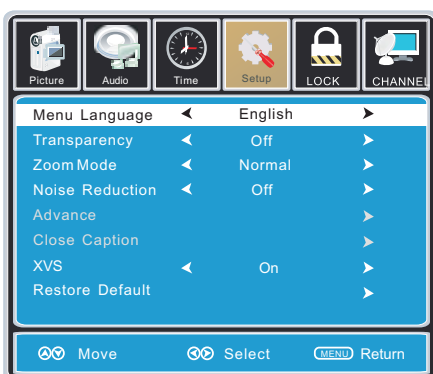 Picture Audio Time Setup LOCK CHANNEL
Menu Language English
Transparency Off
Zoom Mode Normal
Noise Reduction Off
Advance
Close Caption
XVS On
Restore Default
Move Select MENU Return